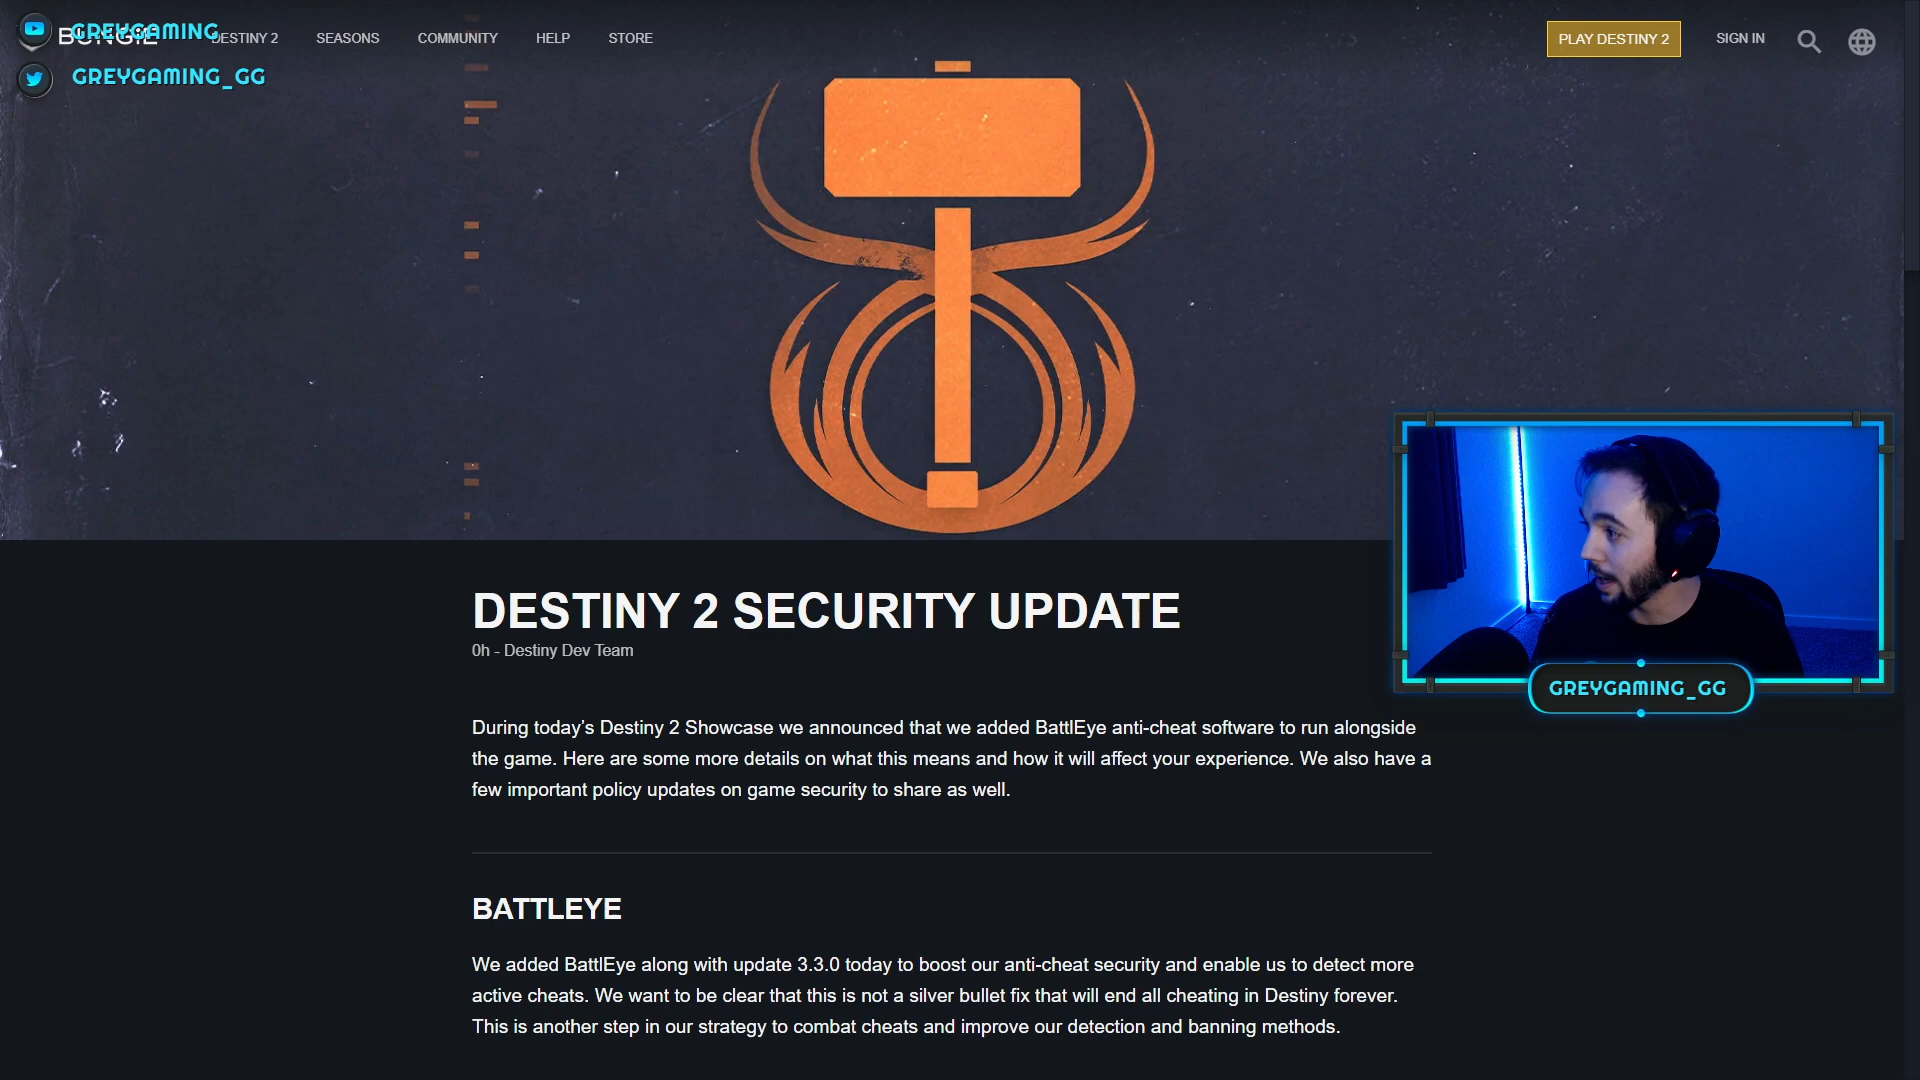 GREYGAMING
BUNGiE
DESTINY 2
SEASONS
COMMUNITY
HELP
STORE
PLAY DESTINY 2
SIGN IN
GREYGAMING_GG
DESTINY 2 SECURITY UPDATE
0h - Destiny Dev Team
GREYGAMING_GG
During today’s Destiny 2 Showcase we announced that we added BattlEye anti-cheat software to run alongside
the game. Here are some more details on what this means and how it will affect your experience. We also have a
few important policy updates on game security to share as well.
BATTLEYE
We added BattlEye along with update 3.3.0 today to boost our anti-cheat security and enable us to detect more
active cheats. We want to be clear that this is not a silver bullet fix that will end all cheating in Destiny forever.
This is another step in our strategy to combat cheats and improve our detection and banning methods.